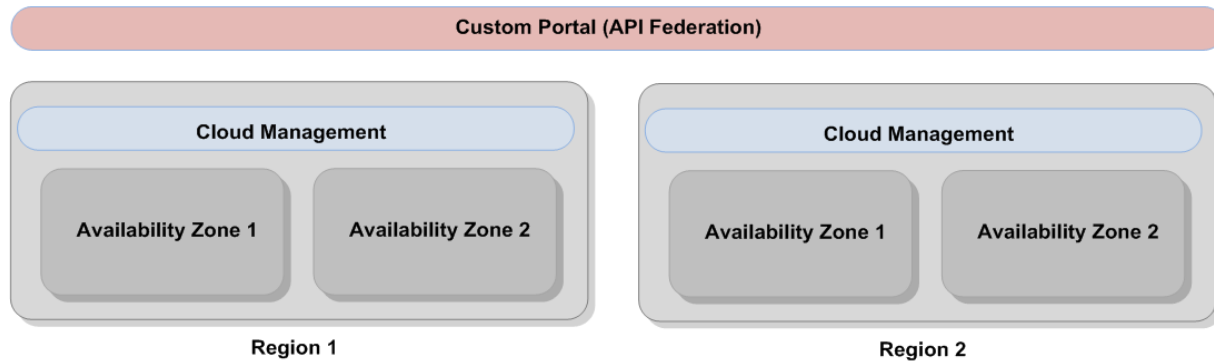 Custom Portal (API Federation)
Cloud Management
Availability Zone 1
Availability Zone 2
Region 1
Cloud Management
Availability Zone 1
Availability Zone 2
Region 2